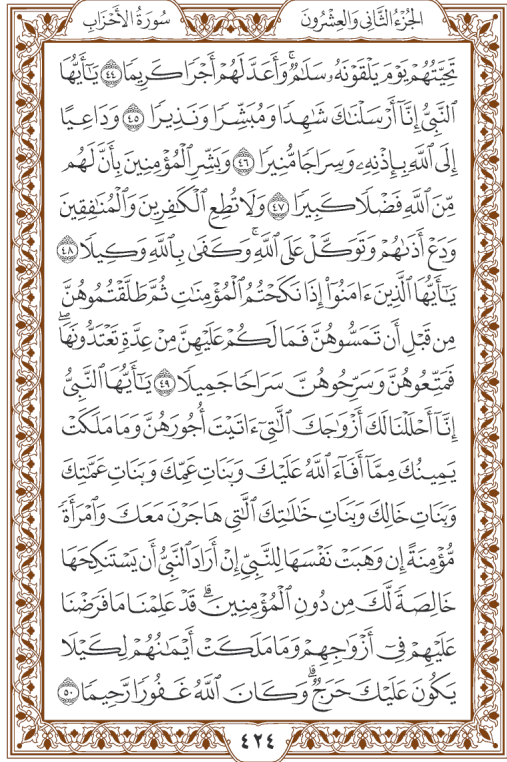 الجُزْءُ الثَّانِي وَالعِشْرُونَ
سُورَةُ الأَحْزَابِ
تَحِيَّتُهُمْ يَوْمَ يَلْقَوْنَهُۥ سَلَٰمٌۚ وَأَعَدَّ لَهُمْ أَجْرًا كَرِيمًا ٤٤ يَٰٓأَيُّهَا
ٱلنَّبِيُّ إِنَّآ أَرْسَلْنَٰكَ شَٰهِدًا وَمُبَشِّرًا وَنَذِيرًا ٤٥ وَدَاعِيًا
إِلَى ٱللَّهِ بِإِذْنِهِۦ وَسِرَاجًا مُّنِيرًا ٤٦ وَبَشِّرِ ٱلْمُؤْمِنِينَ بِأَنَّ لَهُم
مِّنَ ٱللَّهِ فَضْلًا كَبِيرًا ٤٧ وَلَا تُطِعِ ٱلْكَٰفِرِينَ وَٱلْمُنَٰفِقِينَ
وَدَعْ أَذَىٰهُمْ وَتَوَكَّلْ عَلَى ٱللَّهِۚ وَكَفَىٰ بِٱللَّهِ وَكِيلًا ٤٨
يَٰٓأَيُّهَا ٱلَّذِينَ ءَامَنُوٓا۟ إِذَا نَكَحْتُمُ ٱلْمُؤْمِنَٰتِ ثُمَّ طَلَّقْتُمُوهُنَّ
مِن قَبْلِ أَن تَمَسُّوهُنَّ فَمَا لَكُمْ عَلَيْهِنَّ مِنْ عِدَّةٍ تَعْتَدُّونَهَاۖ
فَمَتِّعُوهُنَّ وَسَرِّحُوهُنَّ سَرَاحًا جَمِيلًا ٤٩ يَٰٓأَيُّهَا ٱلنَّبِيُّ
إِنَّآ أَحْلَلْنَا لَكَ أَزْوَٰجَكَ ٱلَّٰتِيٓ ءَاتَيْتَ أُجُورَهُنَّ وَمَا مَلَكَتْ
يَمِينُكَ مِمَّآ أَفَآءَ ٱللَّهُ عَلَيْكَ وَبَنَاتِ عَمِّكَ وَبَنَاتِ عَمَّٰتِكَ
وَبَنَاتِ خَالِكَ وَبَنَاتِ خَٰلَٰتِكَ ٱلَّٰتِي هَاجَرْنَ مَعَكَ وَٱمْرَأَةً
مُّؤْمِنَةً إِن وَهَبَتْ نَفْسَهَا لِلنَّبِيِّ إِنْ أَرَادَ ٱلنَّبِيُّ أَن يَسْتَنكِحَهَا
خَالِصَةً لَّكَ مِن دُونِ ٱلْمُؤْمِنِينَۗ قَدْ عَلِمْنَا مَا فَرَضْنَا
عَلَيْهِمْ فِيٓ أَزْوَٰجِهِمْ وَمَا مَلَكَتْ أَيْمَٰنُهُمْ لِكَيْلَا
يَكُونَ عَلَيْكَ حَرَجٌۗ وَكَانَ ٱللَّهُ غَفُورًا رَّحِيمًا ٥٠
٤٢٤